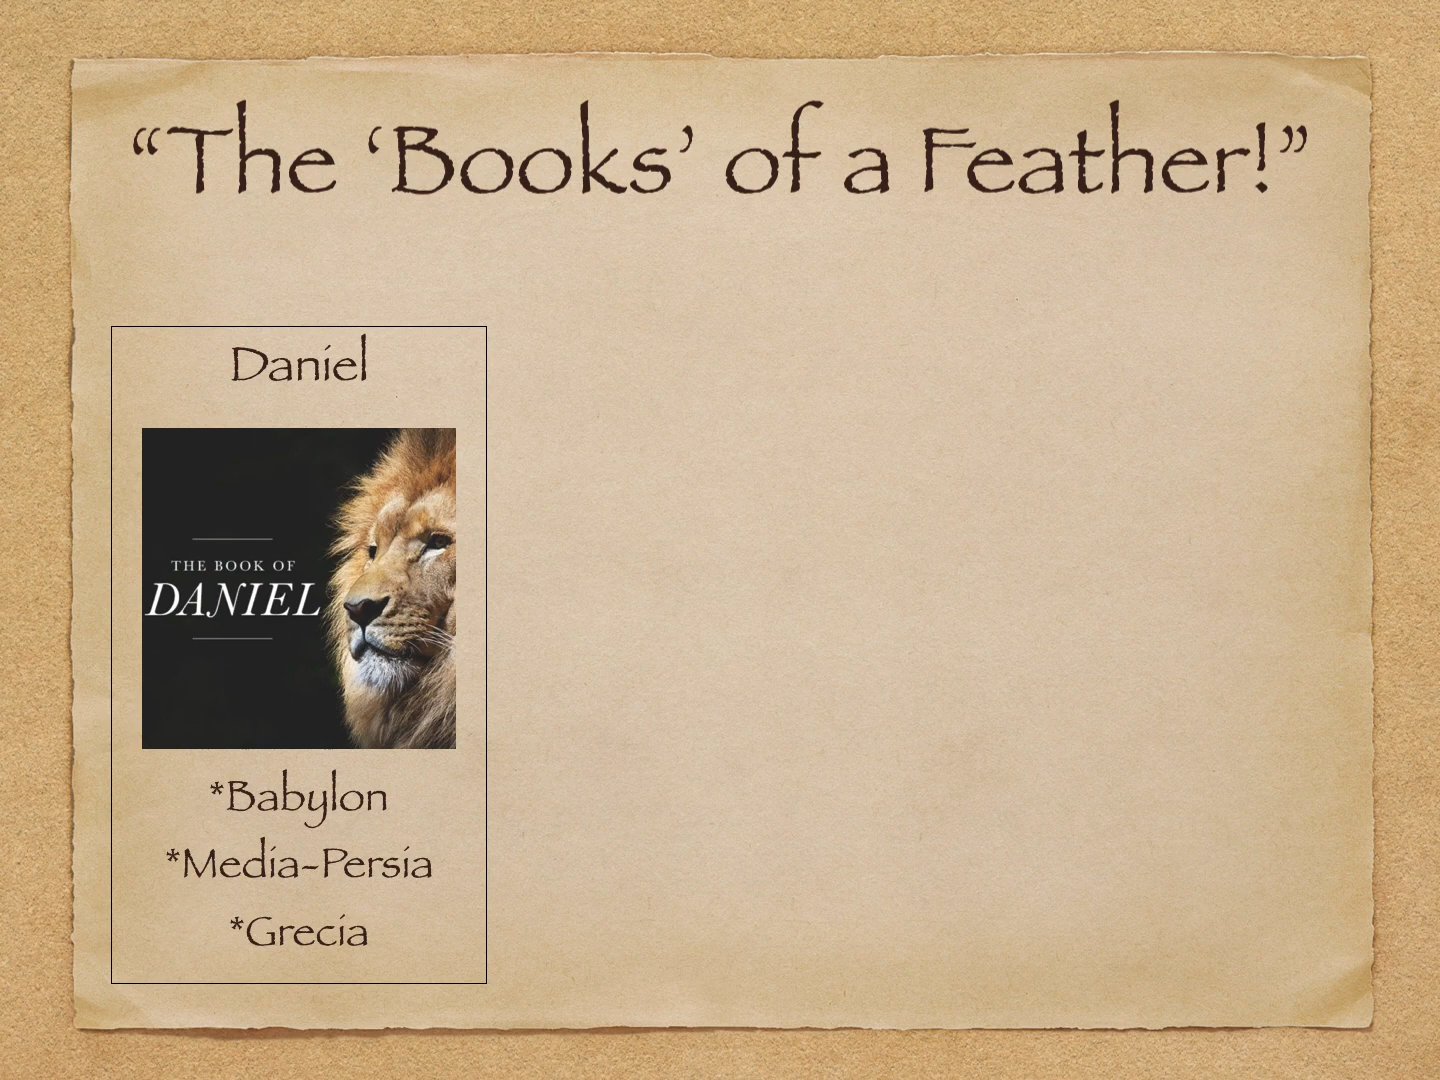 “The ‘Books’ of a Feather!”
Daniel
THE BOOK OF
DANIEL
*Babylon
*Media-Persia
*Grecia